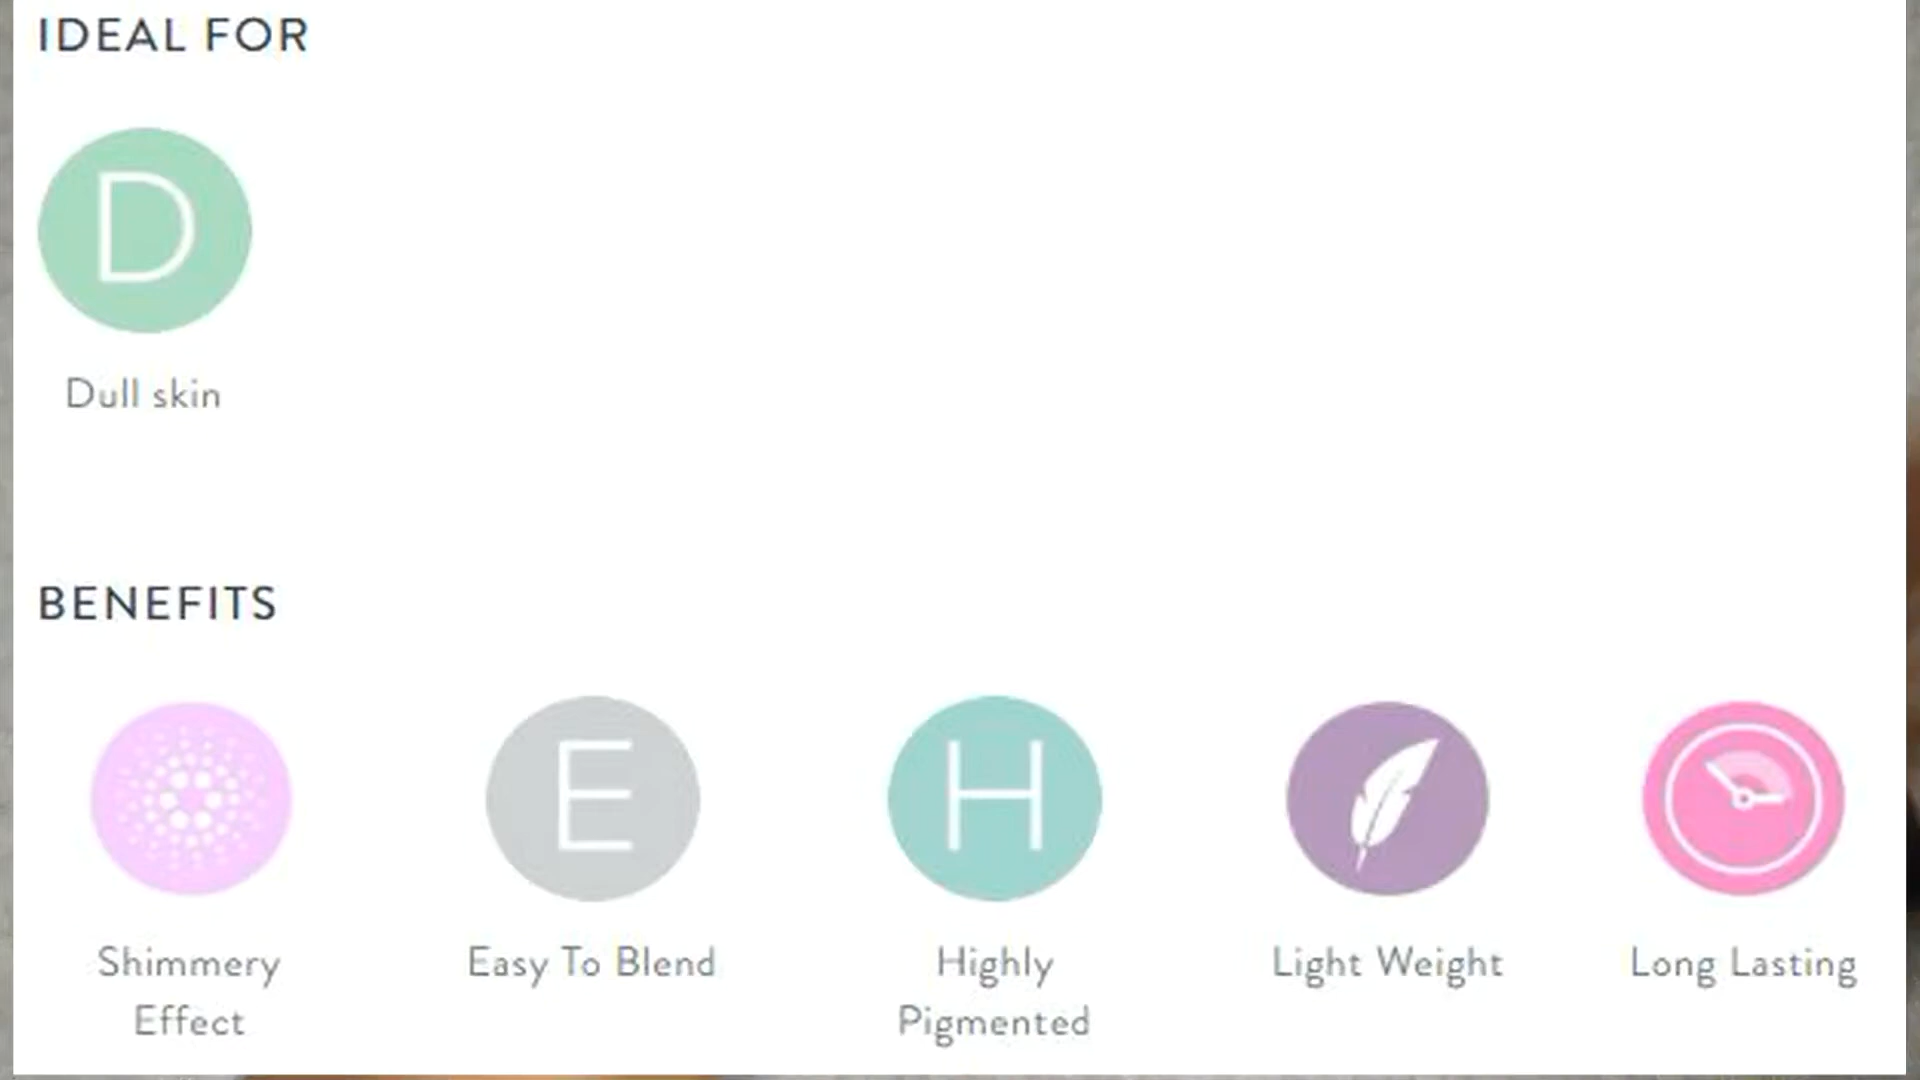 IDEAL FOR
D
Dull skin
BENEFITS
E
H
Shimmery
Effect
Easy To Blend
Highly
Pigmented
Light Weight
Long Lasting